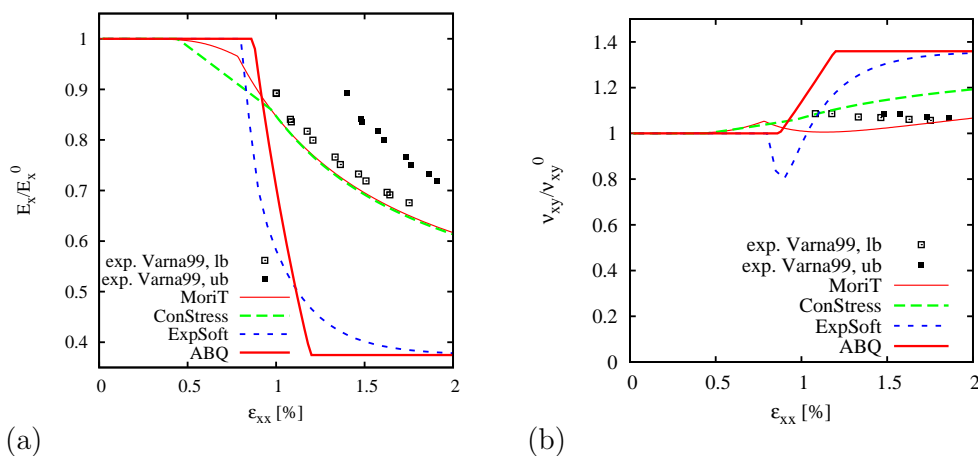 1
0.9
0.8
0.7
0.6
0.5
0.4
E_x/E_x^0
exp. Varna99, lb
exp. Varna99, ub
MoriT
ConStress
ExpSoft
ABQ
0 0.5 1 1.5 2
ε_xx [%]
(a)
1.4
1.2
1
0.8
0.6
0.4
0.2
0
ν_xy/ν_xy^0
exp. Varna99, lb
exp. Varna99, ub
MoriT
ConStress
ExpSoft
ABQ
0 0.5 1 1.5 2
ε_xx [%]
(b)